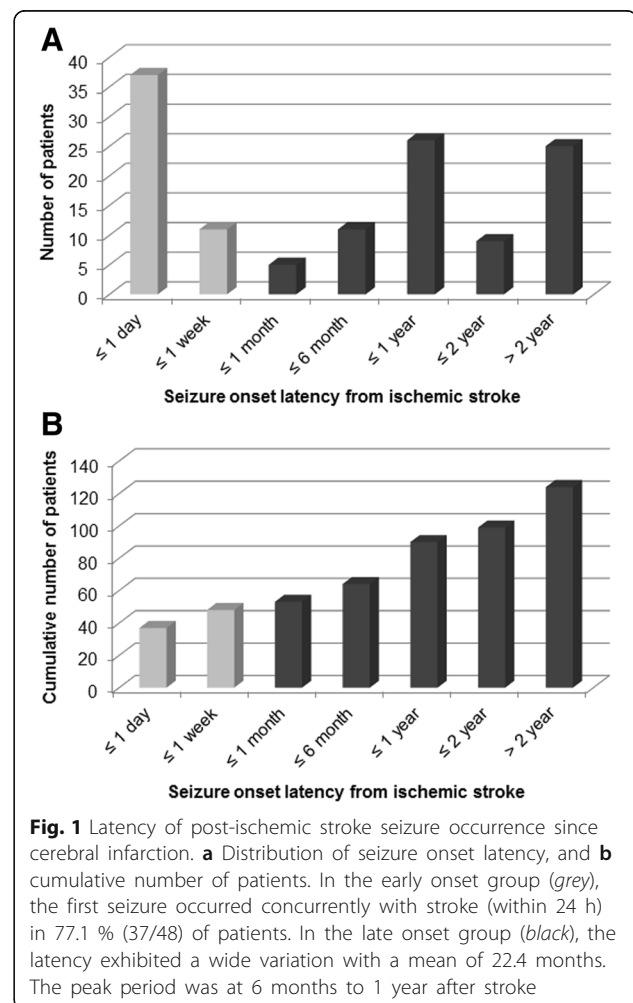 A
40
35
30
25
20
15
10
5
0
Number of patients
≤ 1 day
≤ 1 week
≤ 1 month
≤ 6 month
≤ 1 year
≤ 2 year
> 2 year
Seizure onset latency from ischemic stroke
B
140
120
100
80
60
40
20
0
Cumulative number of patients
≤ 1 day
≤ 1 week
≤ 1 month
≤ 6 month
≤ 1 year
≤ 2 year
> 2 year
Seizure onset latency from ischemic stroke
Fig. 1 Latency of post-ischemic stroke seizure occurrence since
cerebral infarction. a Distribution of seizure onset latency, and b
cumulative number of patients. In the early onset group (grey),
the first seizure occurred concurrently with stroke (within 24 h)
in 77.1 % (37/48) of patients. In the late onset group (black), the
latency exhibited a wide variation with a mean of 22.4 months.
The peak period was at 6 months to 1 year after stroke